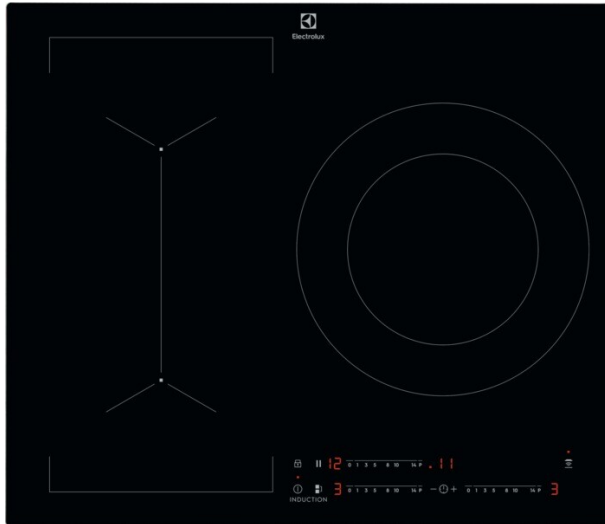 Electrolux
12 0 1 3 5 8 10 14 P .11
3 0 1 3 5 8 10 14 P − + 0 1 3 5 8 10 14 P 3
INDUCTION